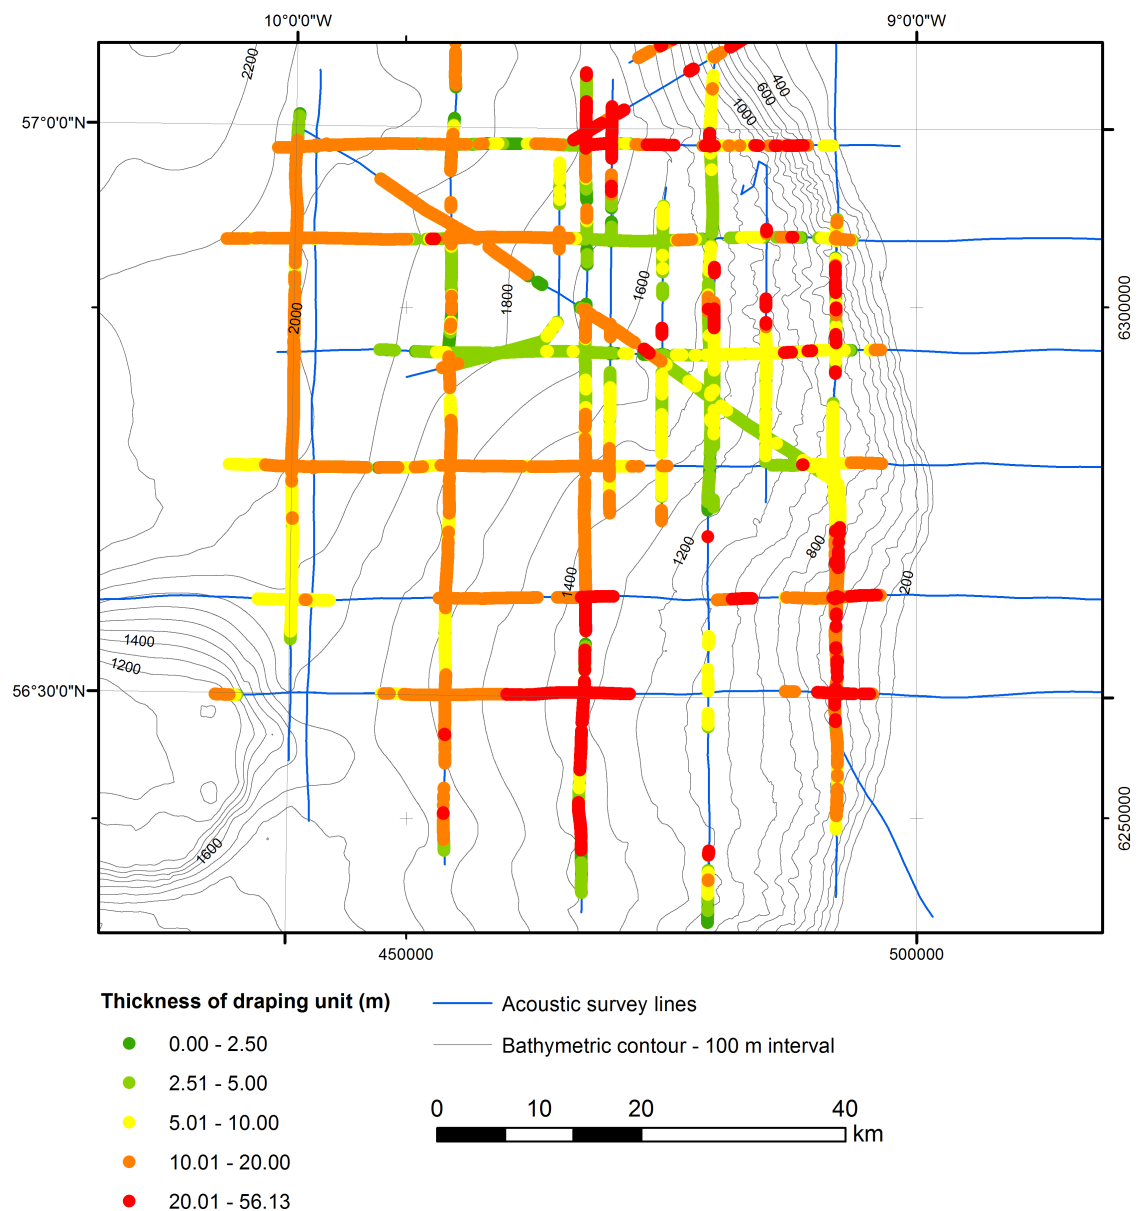 10°0'0"W 9°0'0"W
2200
400
600
1000
57°0'0"N
1600
1800
2000
6300000
1200
800
1400
200
1400
1200
56°30'0"N
1600
6250000
450000 500000
Thickness of draping unit (m)
0.00 - 2.50
2.51 - 5.00
5.01 - 10.00
10.01 - 20.00
20.01 - 56.13
Acoustic survey lines
Bathymetric contour - 100 m interval
0 10 20 40
km